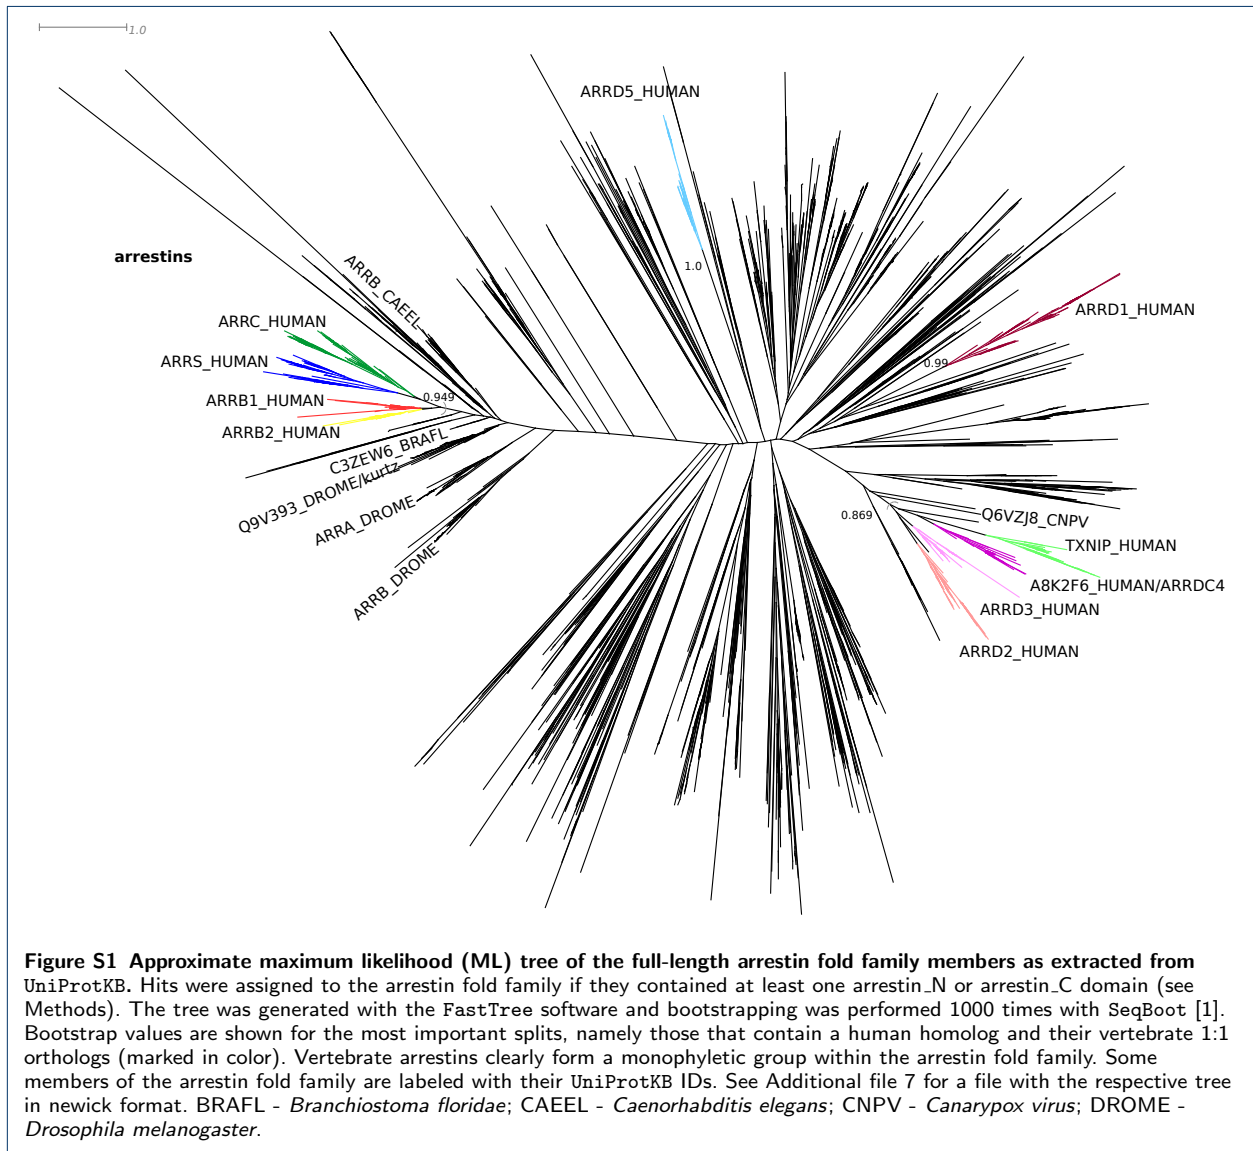 1.0
ARRD5_HUMAN
1.0
arrestins
ARRB_CAEEL
ARRC_HUMAN
ARRS_HUMAN
ARRB1_HUMAN
ARRB2_HUMAN
0.949
C3ZEW6_BRAFL
Q9V393_DROME/kurtz
ARRA_DROME
ARRB_DROME
ARRD1_HUMAN
0.99
0.869
Q6VZJ8_CNPV
TXNIP_HUMAN
A8K2F6_HUMAN/ARRDC4
ARRD3_HUMAN
ARRD2_HUMAN
Figure S1 Approximate maximum likelihood (ML) tree of the full-length arrestin fold family members as extracted from
UniProtKB. Hits were assigned to the arrestin fold family if they contained at least one arrestin_N or arrestin_C domain (see
Methods). The tree was generated with the FastTree software and bootstrapping was performed 1000 times with SeqBoot [1].
Bootstrap values are shown for the most important splits, namely those that contain a human homolog and their vertebrate 1:1
orthologs (marked in color). Vertebrate arrestins clearly form a monophyletic group within the arrestin fold family. Some
members of the arrestin fold family are labeled with their UniProtKB IDs. See Additional file 7 for a file with the respective tree
in newick format. BRAFL - Branchiostoma floridae; CAEEL - Caenorhabditis elegans; CNPV - Canarypox virus; DROME -
Drosophila melanogaster.